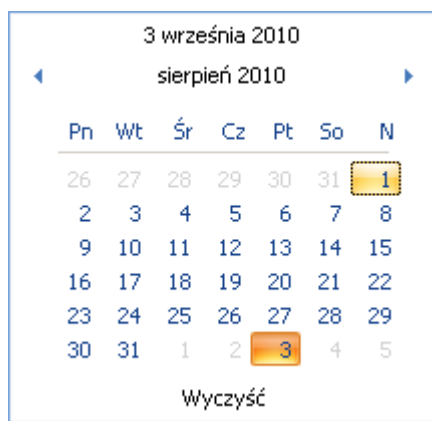 3 września 2010
sierpień 2010
Pn Wt Śr Cz Pt So N
26 27 28 29 30 31 1
2 3 4 5 6 7 8
9 10 11 12 13 14 15
16 17 18 19 20 21 22
23 24 25 26 27 28 29
30 31 1 2 3 4 5
Wyczyść